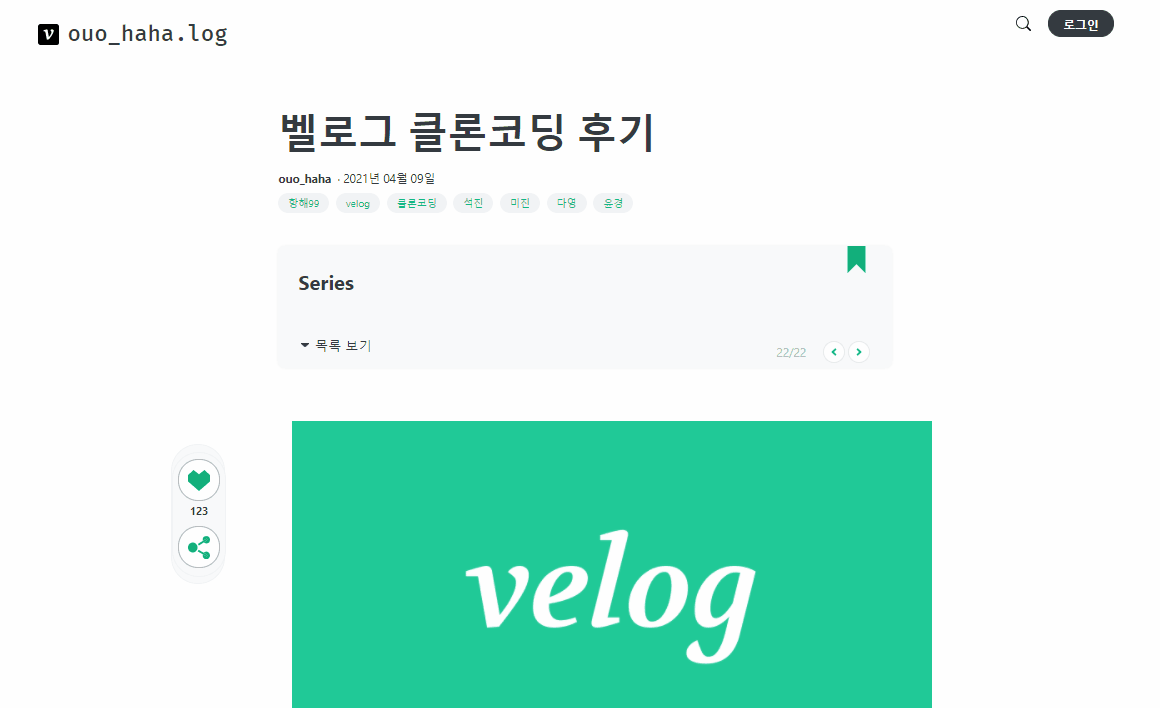 v ouo_haha.log
로그인
벨로그 클론코딩 후기
ouo_haha · 2021년 04월 09일
항해99 velog 클론코딩 석진 미진 다영 윤경
Series
목록 보기
22/22
123
velog